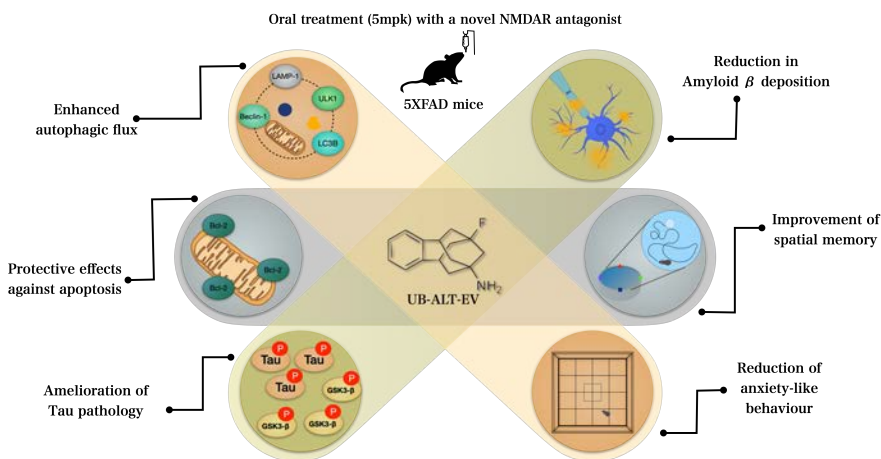 Oral treatment (5mpk) with a novel NMDAR antagonist
5XFAD mice
Enhanced
autophagic flux
LAMP-1
ULK1
Beclin-1
LC3B
Reduction in
Amyloid β deposition
Protective effects
against apoptosis
Bcl-2
Bcl-2
Bcl-2
F
NH2
UB-ALT-EV
Improvement of
spatial memory
Amelioration of
Tau pathology
P
P
Tau
Tau
P
Tau
P
GSK3-β
P
P
GSK3-β
GSK3-β
Reduction of
anxiety-like
behaviour